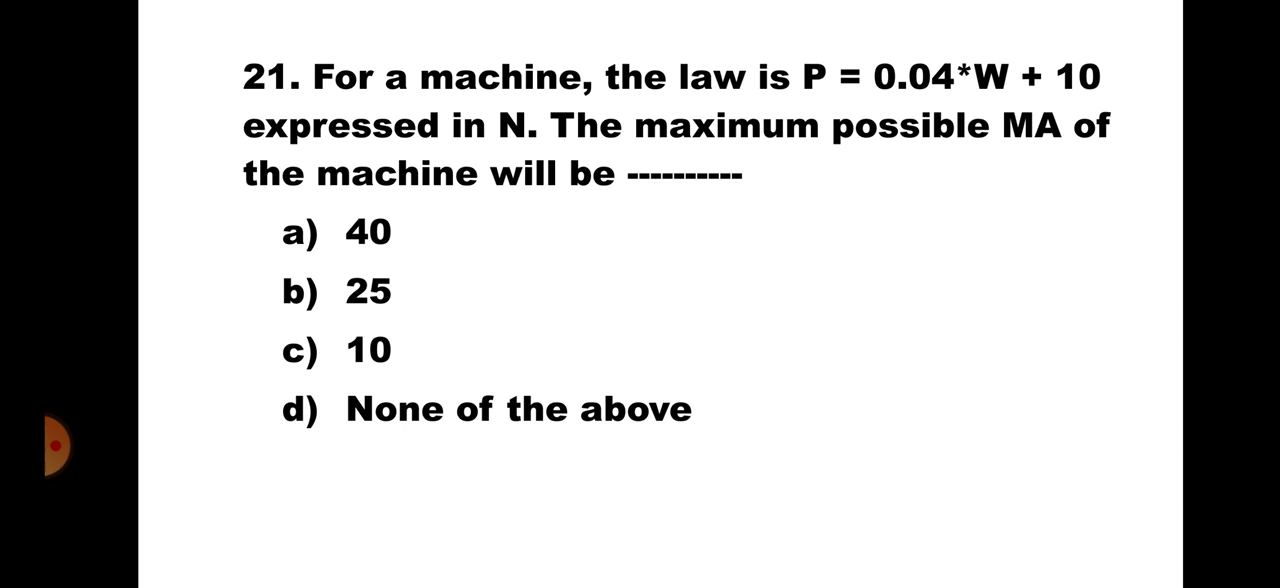 21. For a machine, the law is P = 0.04*W + 10
expressed in N. The maximum possible MA of
the machine will be ----------
a) 40
b) 25
c) 10
d) None of the above